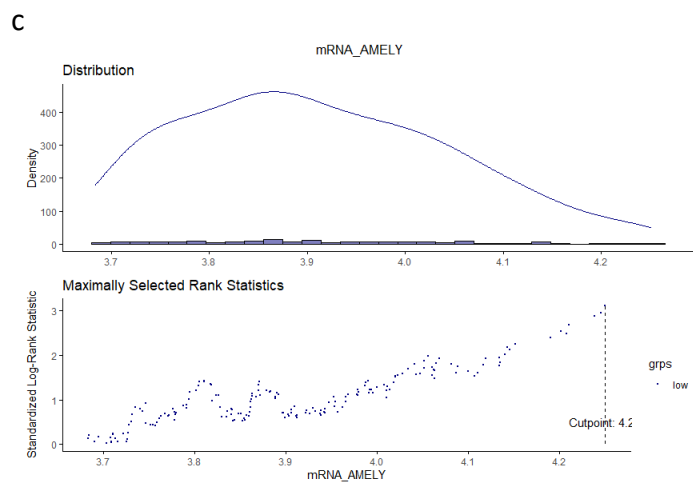 C
mRNA_AMELY
Distribution
Density
400
300
200
100
0
3.7 3.8 3.9 4.0 4.1 4.2
Maximally Selected Rank Statistics
Standardized Log-Rank Statistic
3
2
1
0
grps
low
Cutpoint: 4.2
3.7 3.8 3.9 4.0 4.1 4.2
mRNA_AMELY